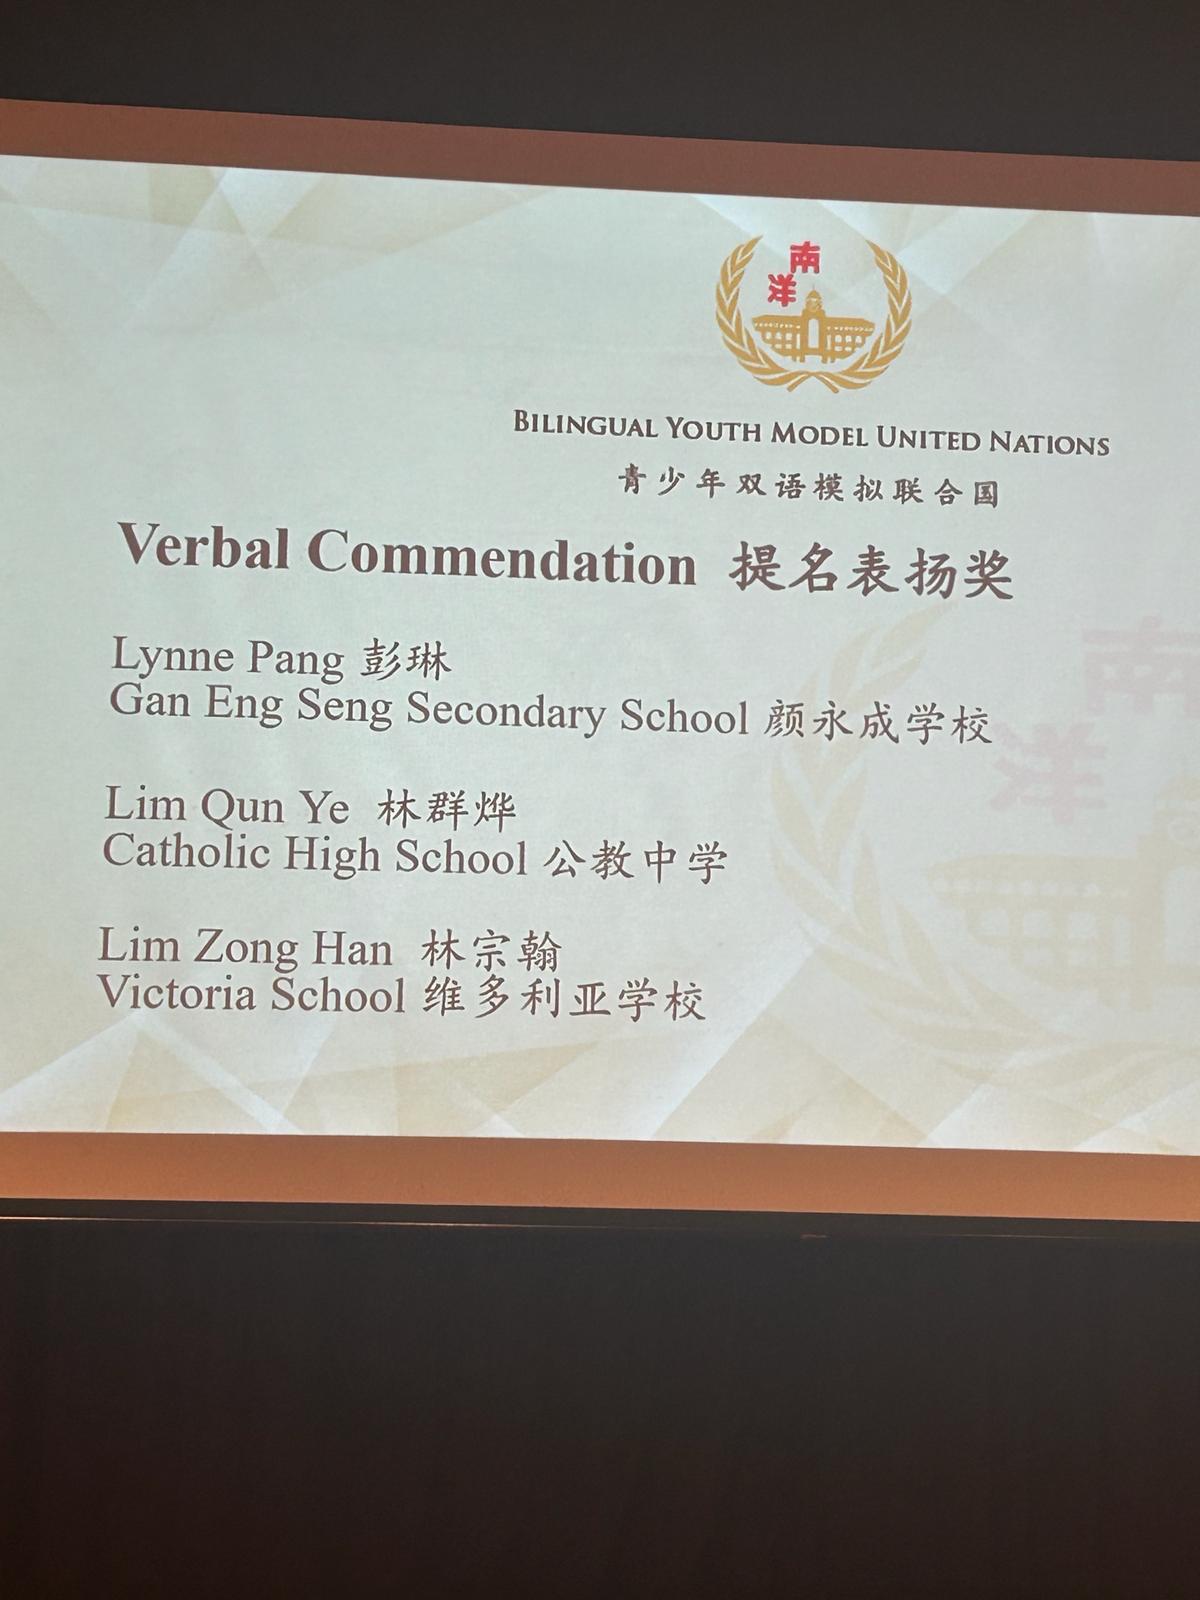 南洋
BILINGUAL YOUTH MODEL UNITED NATIONS
青少年双语模拟联合国
Verbal Commendation 提名表扬奖
Lynne Pang 彭琳
Gan Eng Seng Secondary School 颜永成学校
Lim Qun Ye 林群烨
Catholic High School 公教中学
Lim Zong Han 林宗翰
Victoria School 维多利亚学校
南洋